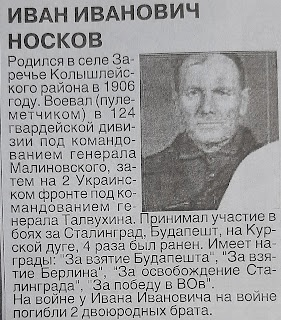 ИВАН ИВАНОВИЧ
НОСКОВ
Родился в селе За-
речье Колышлей-
ского района в 1906
году. Воевал (пуле-
метчиком) в 124
гвардейской диви-
зии под командо-
ванием генерала
Малиновского, за-
тем на 2 Украинс-
ком фронте под ко-
мандованием ге-
нерала Талвухина. Принимал участие в
боях за Сталинград, Будапешт, на Кур-
ской дуге, 4 раза был ранен. Имеет на-
грады: "За взятие Будапешта", "За взя-
тие Берлина", "За освобождение Ста-
линграда", "За победу в ВОв".
На войне у Ивана Ивановича на войне
погибли 2 двоюродных брата.